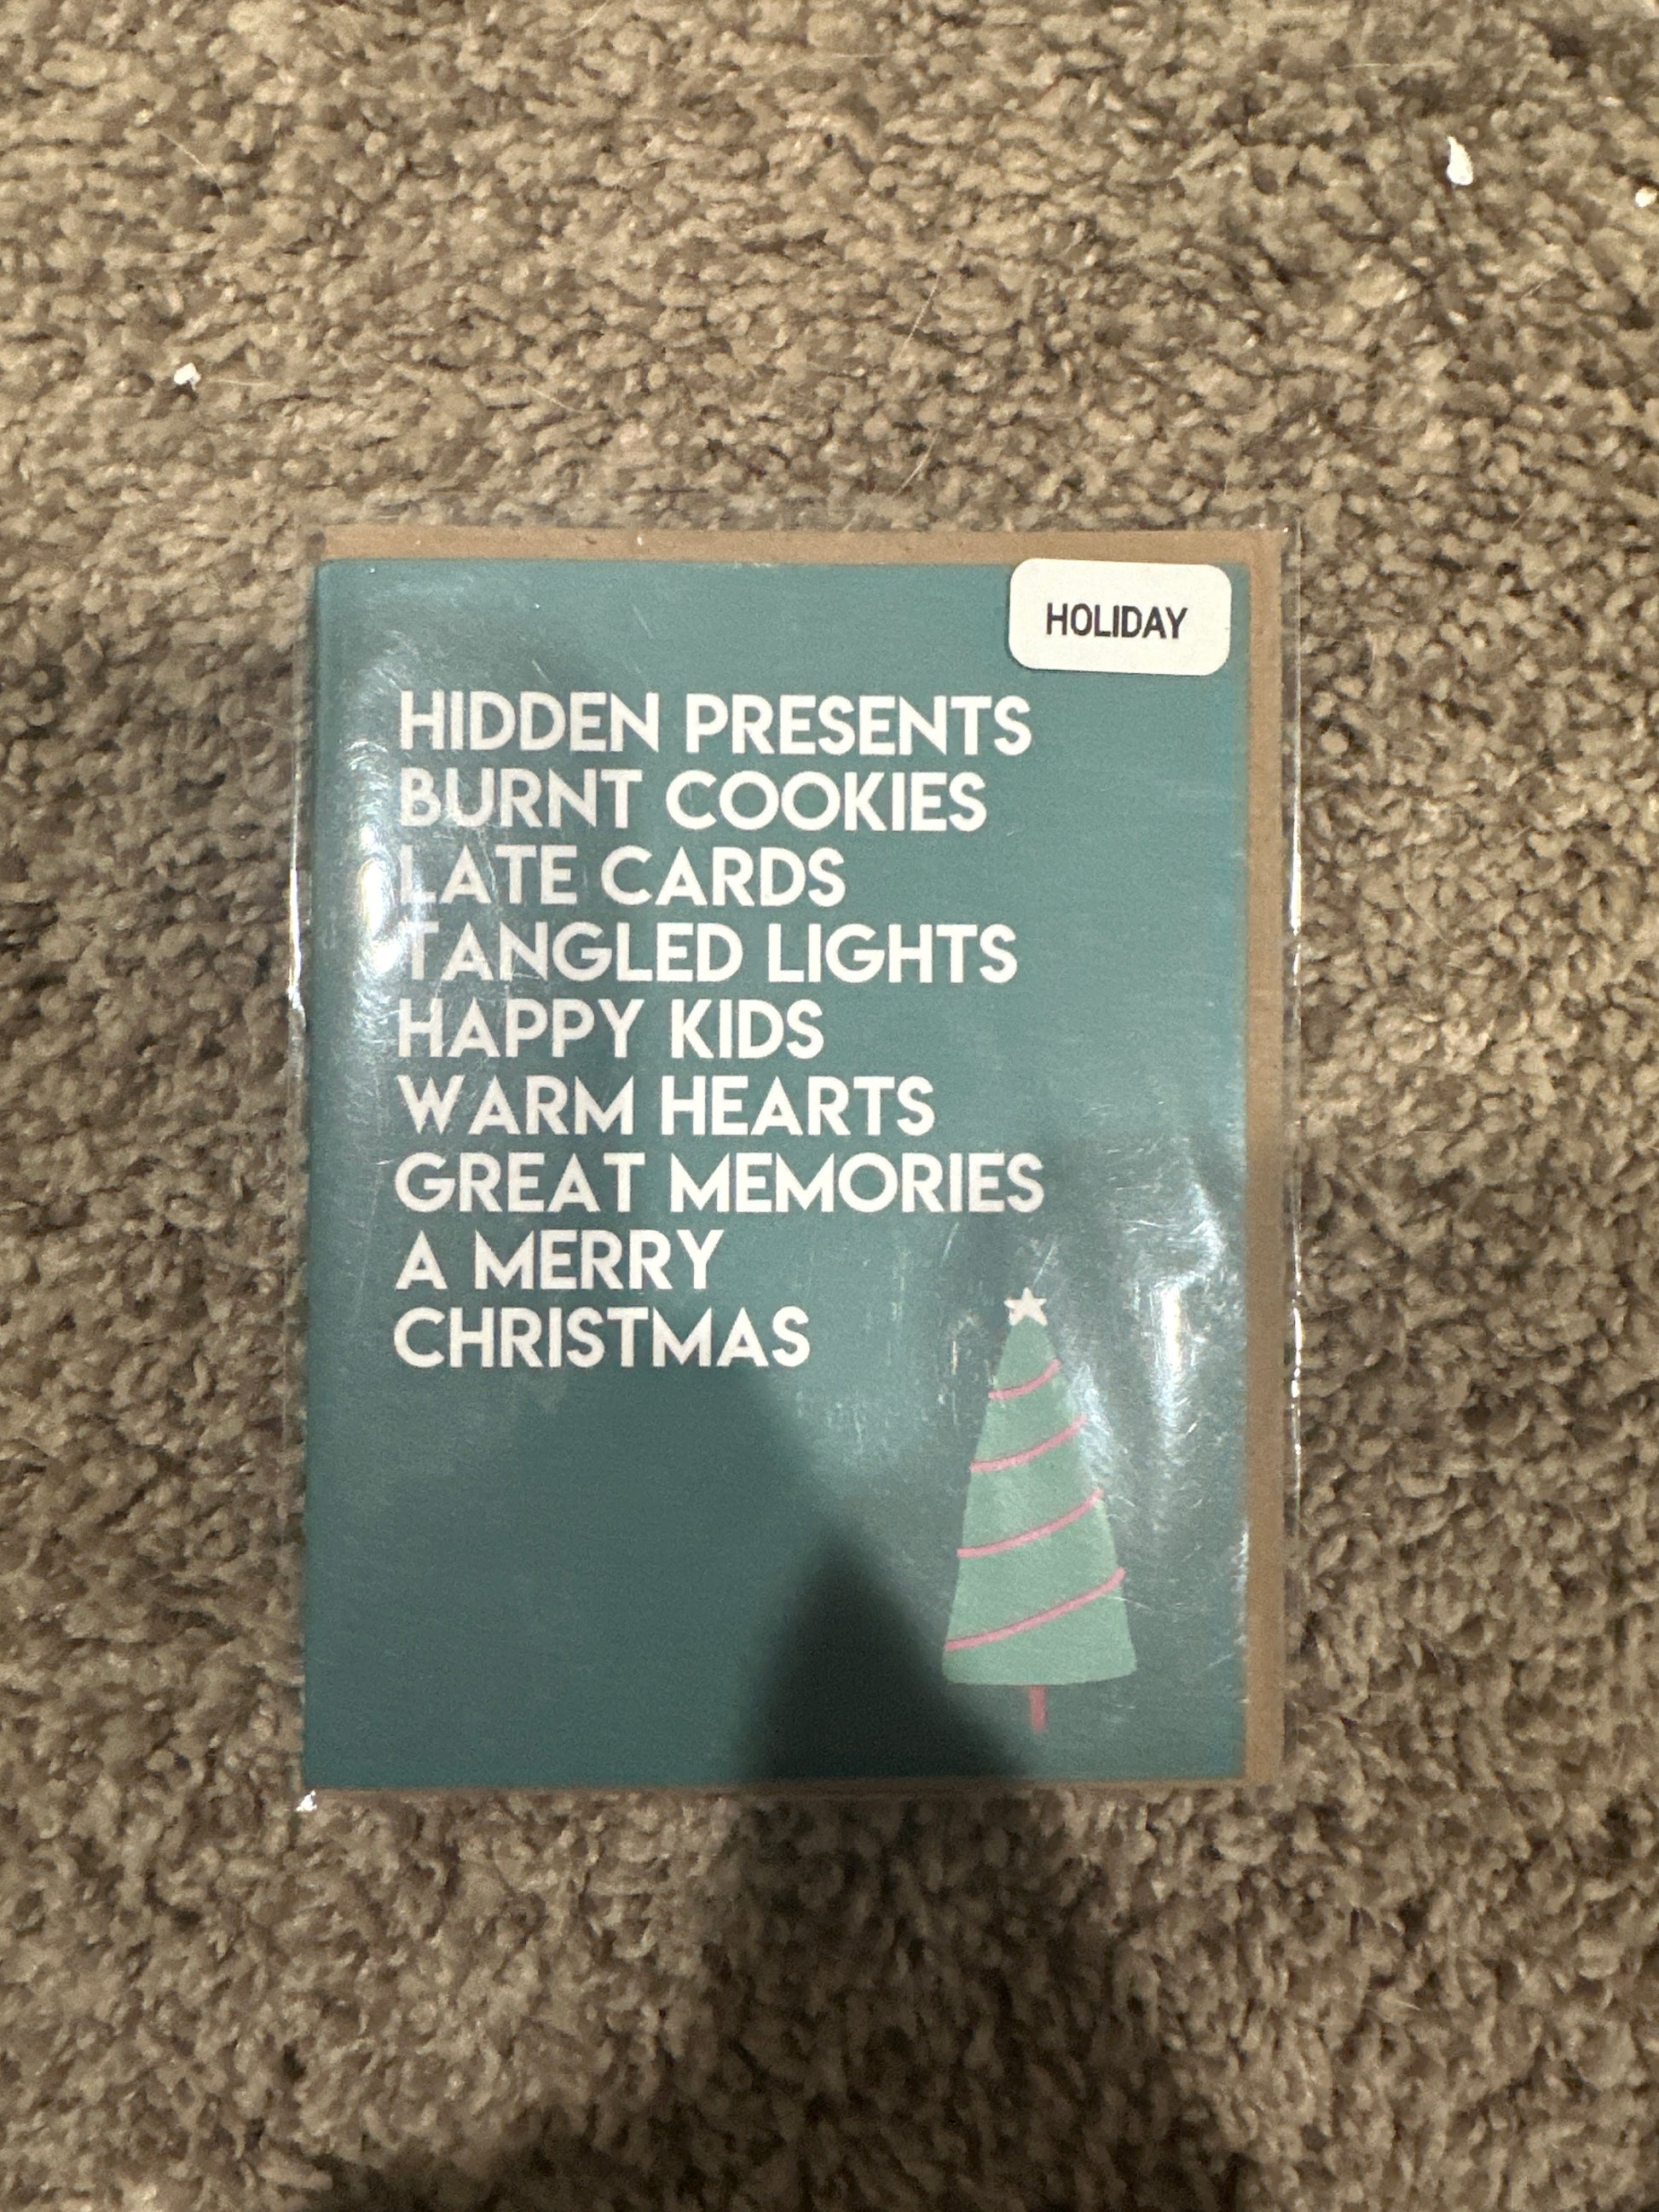 HOLIDAY
HIDDEN PRESENTS
BURNT COOKIES
LATE CARDS
TANGLED LIGHTS
HAPPY KIDS
WARM HEARTS
GREAT MEMORIES
A MERRY
CHRISTMAS